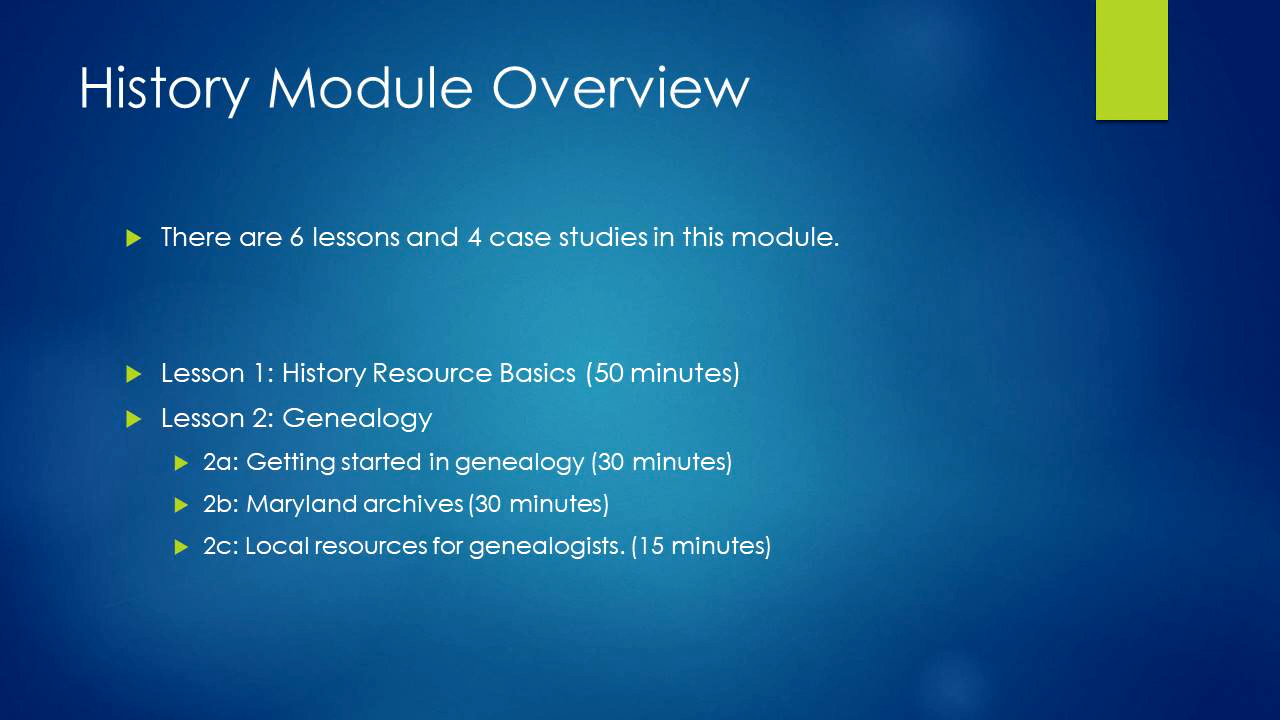 History Module Overview
There are 6 lessons and 4 case studies in this module.
Lesson 1: History Resource Basics (50 minutes)
Lesson 2: Genealogy
2a: Getting started in genealogy (30 minutes)
2b: Maryland archives (30 minutes)
2c: Local resources for genealogists. (15 minutes)